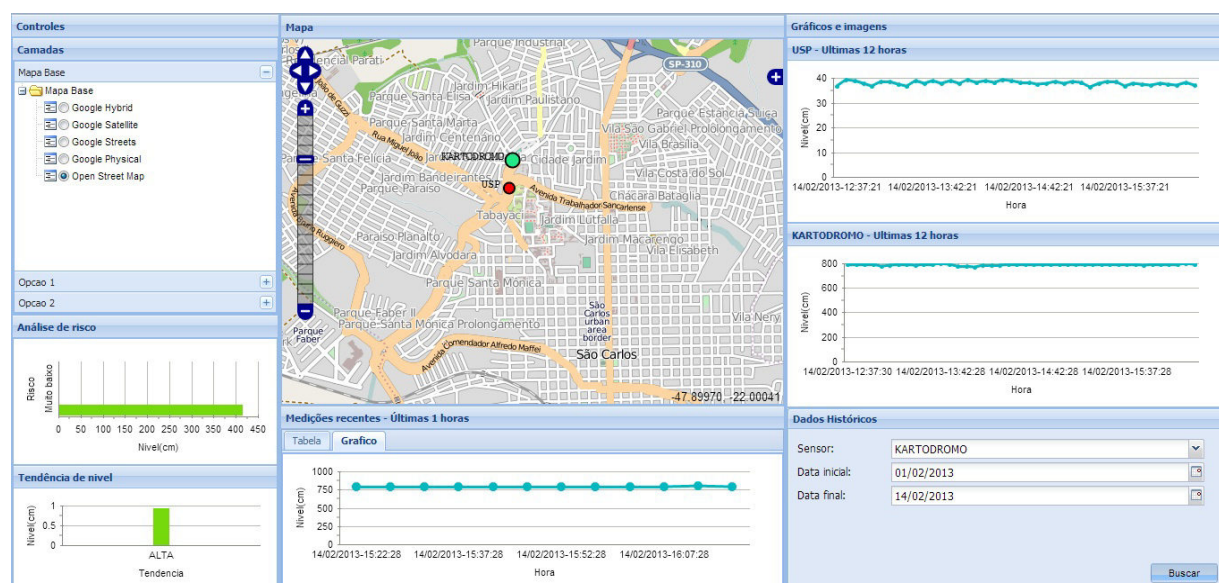 Controles
Camadas
Mapa Base
Mapa Base
Google Hybrid
Google Satellite
Google Streets
Google Physical
Open Street Map
Opcao 1
Opcao 2
Análise de risco
Risco
Muito baixo
0 50 100 150 200 250 300 350 400 450
Nivel(cm)
Tendência de nivel
Nivel(cm)
1
0.5
0
ALTA
Tendencia
Mapa
Parque Industrial
SP-310
Residencial Parati
Jardim Hikari
Parque Santa Elisa
Jardim Paulistano
João de Guzzi
Parque Estância Suíça
Parque Santa Marta
Vila São Gabriel Prololongamento
Rua Miguel João
Jardim Centenário
Vila Brasília
KARTODROMO
Cidade Jardim
Santa Felícia
Jardim Bandeirantes
Vila Costa do Sol
USP
Parque Paraíso
Chácara Bataglia
Avenida Trabalhador Sancarlense
Tabayacú
Jardim Lutfalla
Paraíso Planalto
Jardim Macarengo
Vila Elisabeth
Jardim Alvodara
Parque Santa Mônica
São Carlos urban area border
Parque Faber II
Vila Nery
Parque Santa Mônica Prolongamento
Parque Faber
Avenida Comendador Alfredo Maffei
São Carlos
-47.89970, -22.00041
Medições recentes - Últimas 1 horas
Tabela Grafico
Nivel(cm)
1000
750
500
250
0
14/02/2013-15:22:28 14/02/2013-15:37:28 14/02/2013-15:52:28 14/02/2013-16:07:28
Hora
Gráficos e imagens
USP - Ultimas 12 horas
Nivel(cm)
40
30
20
10
0
14/02/2013-12:37:21 14/02/2013-13:42:21 14/02/2013-14:42:21 14/02/2013-15:37:21
Hora
KARTODROMO - Ultimas 12 horas
Nivel(cm)
800
600
400
200
0
14/02/2013-12:37:30 14/02/2013-13:42:28 14/02/2013-14:42:28 14/02/2013-15:37:28
Hora
Dados Históricos
Sensor: KARTODROMO
Data inicial: 01/02/2013
Data final: 14/02/2013
Buscar